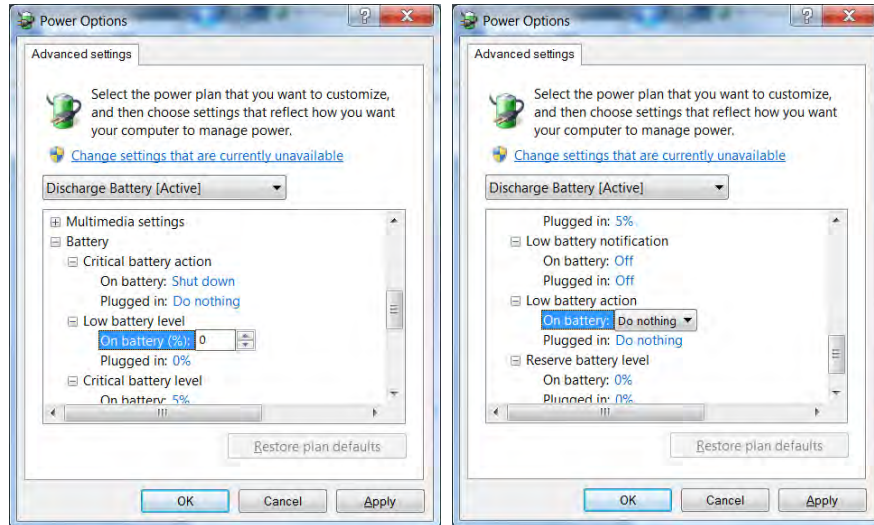 Power Options
Advanced settings
Select the power plan that you want to customize,
and then choose settings that reflect how you want
your computer to manage power.
Change settings that are currently unavailable
Discharge Battery [Active]
Multimedia settings
Battery
Critical battery action
On battery: Shut down
Plugged in: Do nothing
Low battery level
On battery (%): 0
Plugged in: 0%
Critical battery level
On battery: 5%
Restore plan defaults
OK Cancel Apply
Power Options
Advanced settings
Select the power plan that you want to customize,
and then choose settings that reflect how you want
your computer to manage power.
Change settings that are currently unavailable
Discharge Battery [Active]
Plugged in: 5%
Low battery notification
On battery: Off
Plugged in: Off
Low battery action
On battery: Do nothing
Plugged in: Do nothing
Reserve battery level
On battery: 0%
Plugged in: 0%
Restore plan defaults
OK Cancel Apply